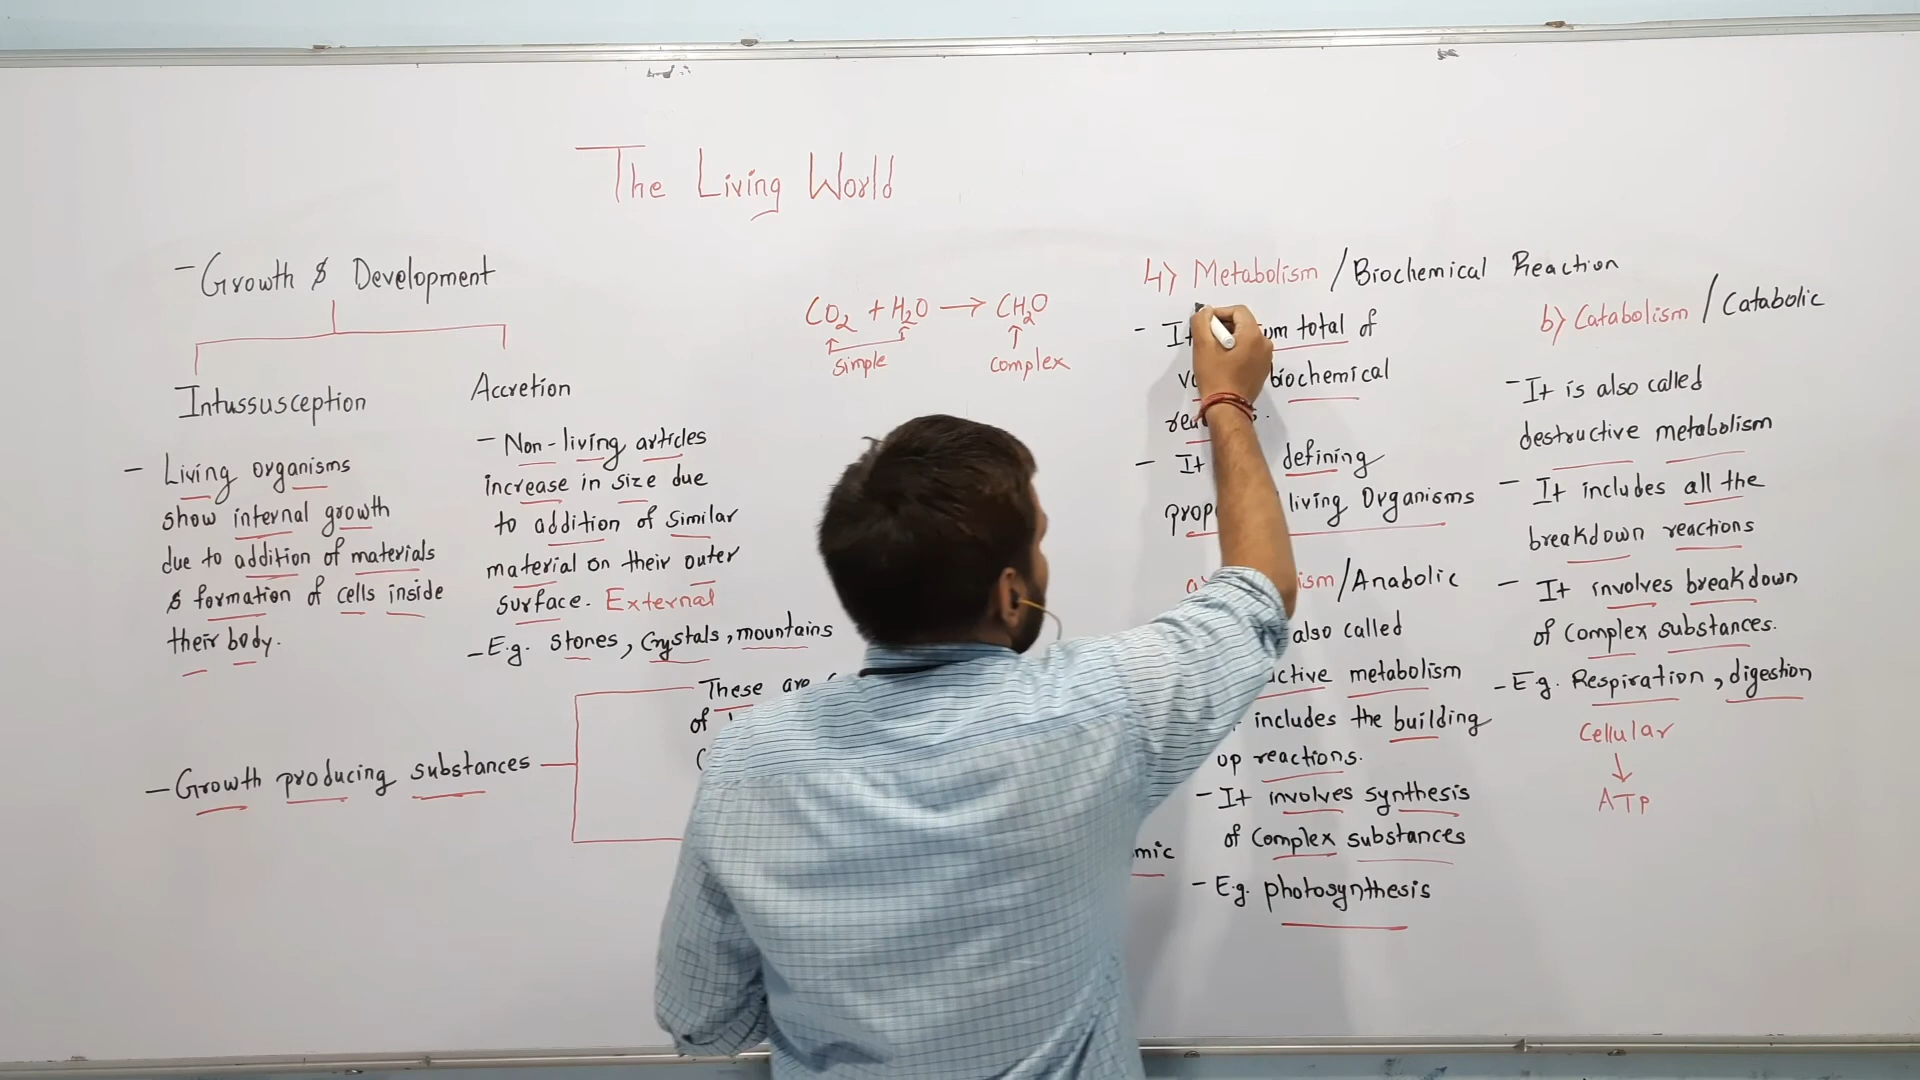 The Living World
- Growth & Development
Intussusception
- Living organisms
show internal growth
due to addition of materials
& formation of cells inside
their body.
Accretion
- Non-living articles
increase in size due
to addition of similar
material on their outer
surface. External
- E.g. stones, Crystals, mountains
- Growth producing substances
These are
of
CO2 + H2O → CH2O
simple
complex
4) Metabolism / Biochemical Reaction
- It sum total of
biochemical
- It defining
living Organisms
a) /Anabolic
also called
metabolism
includes the building
up reactions.
- It involves synthesis
of Complex substances
- E.g. photosynthesis
mic
b) Catabolism / Catabolic
- It is also called
destructive metabolism
- It includes all the
breakdown reactions
- It involves breakdown
of Complex substances.
- E.g. Respiration, digestion
Cellular
↓
ATP